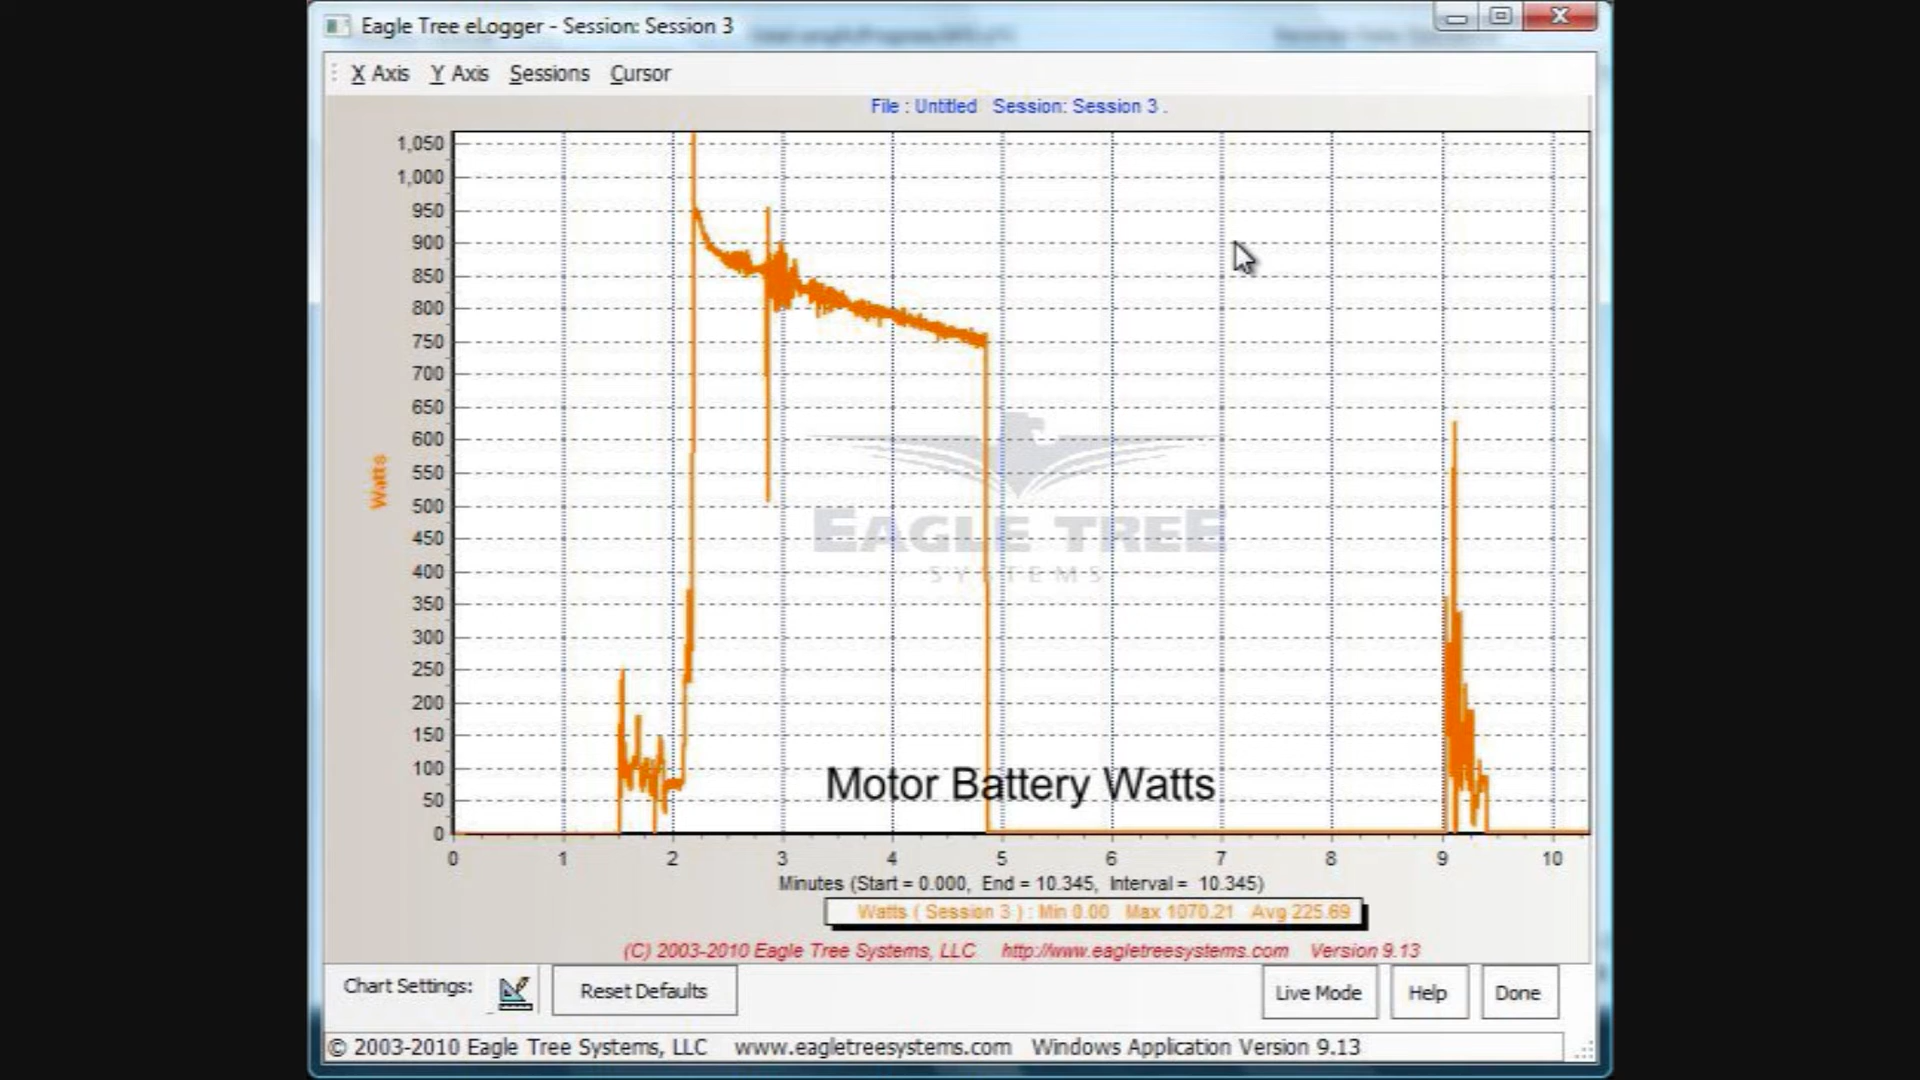 Eagle Tree eLogger - Session: Session 3
X Axis Y Axis Sessions Cursor
File : Untitled Session: Session 3 .
1,050
1,000
950
900
850
800
750
700
650
600
550
500
450
400
350
300
250
200
150
100
50
0
Watts
EAGLE TREE
SYSTEMS
Motor Battery Watts
0 1 2 3 4 5 6 7 8 9 10
Minutes (Start = 0.000, End = 10.345, Interval = 10.345)
Watts ( Session 3 ) : Min 0.00 Max 1070.21 Avg 225.69
(C) 2003-2010 Eagle Tree Systems, LLC http://www.eagletreesystems.com Version 9.13
Chart Settings: Reset Defaults Live Mode Help Done
© 2003-2010 Eagle Tree Systems, LLC www.eagletreesystems.com Windows Application Version 9.13